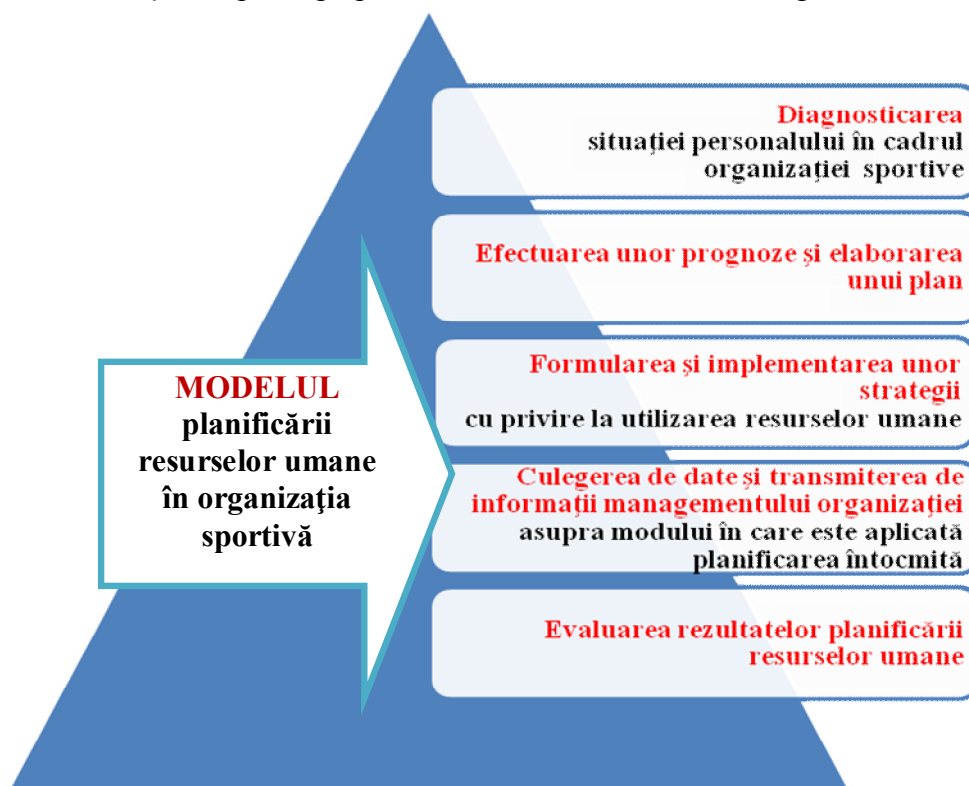 Diagnosticarea
situației personalului în cadrul
organizației sportive
Efectuarea unor prognoze și elaborarea
unui plan
Formularea și implementarea unor
strategii
cu privire la utilizarea resurselor umane
MODELUL
planificării
resurselor umane
în organizaţia
sportivă
Culegerea de date și transmiterea de
informații managementului organizației
asupra modului în care este aplicată
planificarea întocmită
Evaluarea rezultatelor planificării
resurselor umane